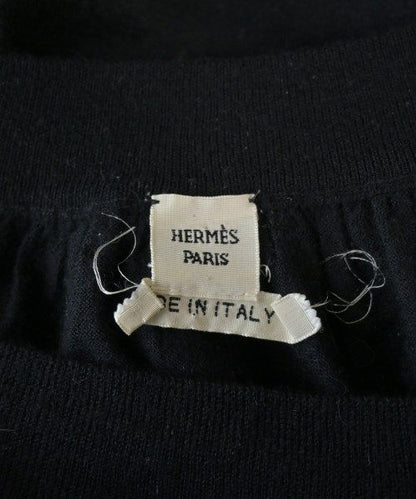 HERMÈS
PARIS
DE IN ITALY